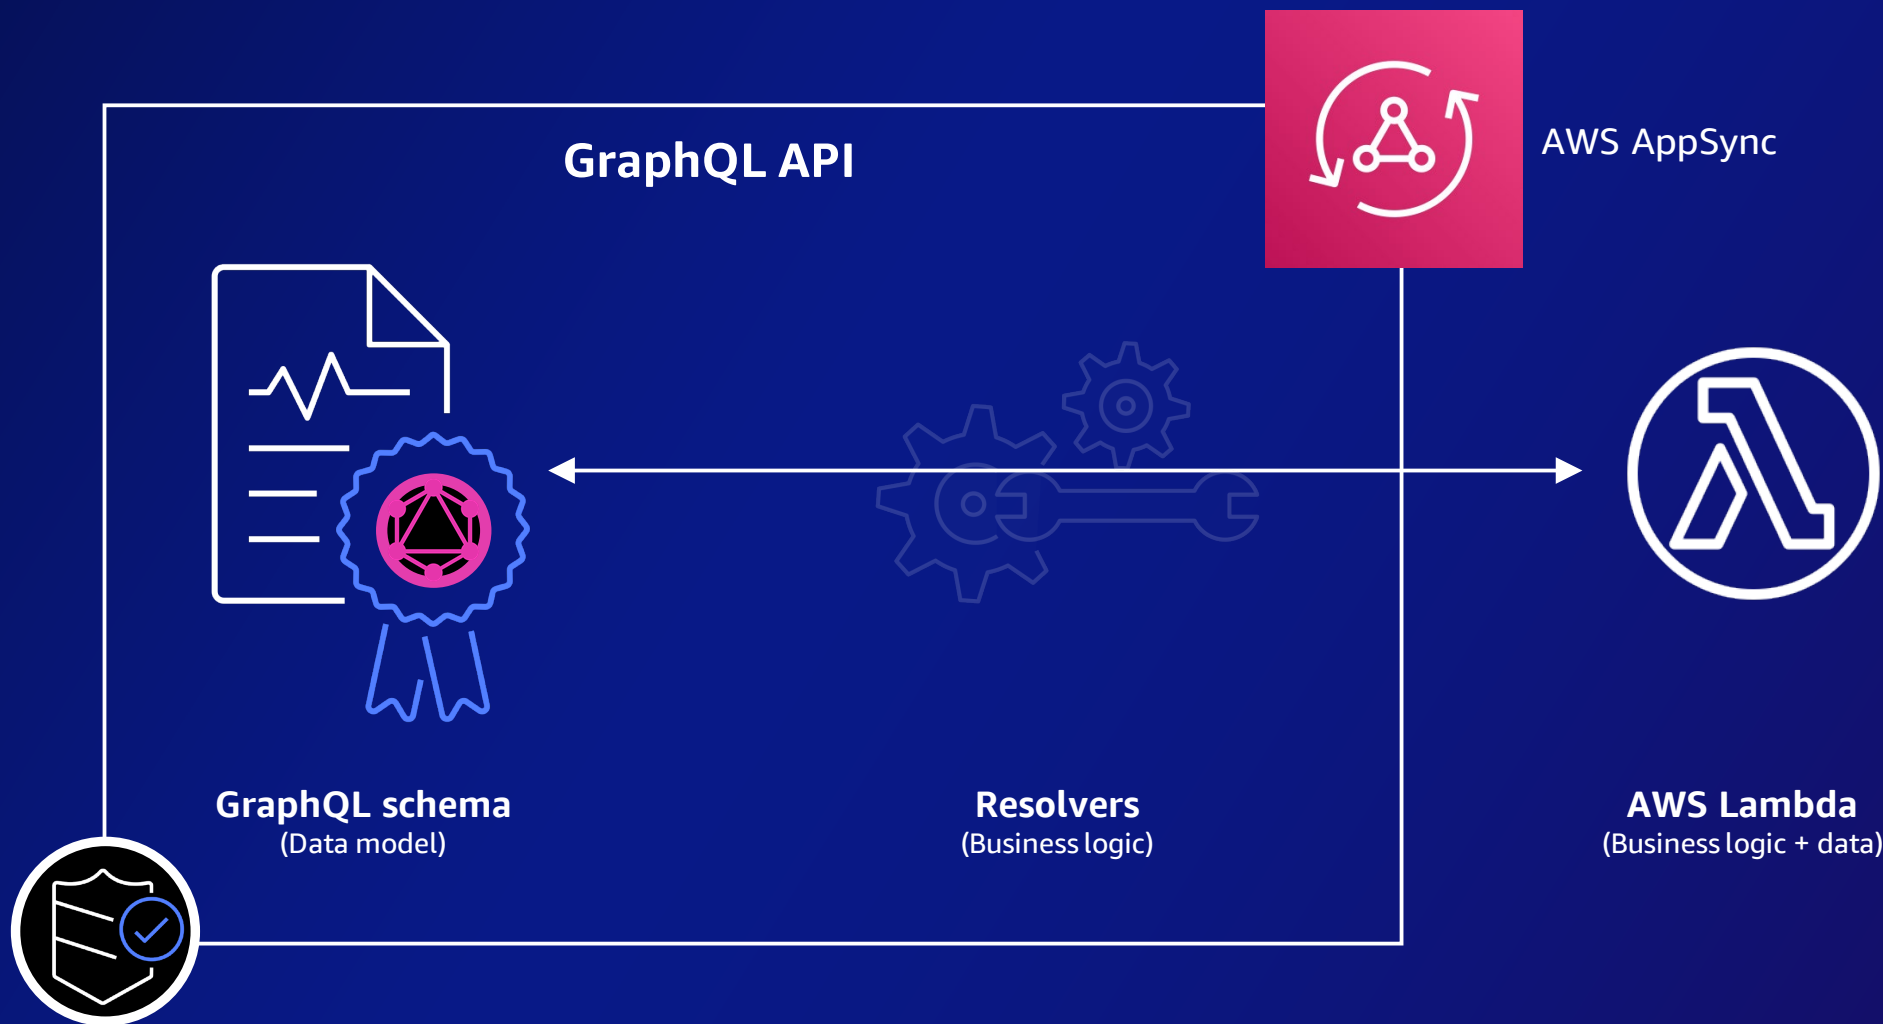 GraphQL API
AWS AppSync
GraphQL schema
(Data model)
Resolvers
(Business logic)
AWS Lambda
(Business logic + data)